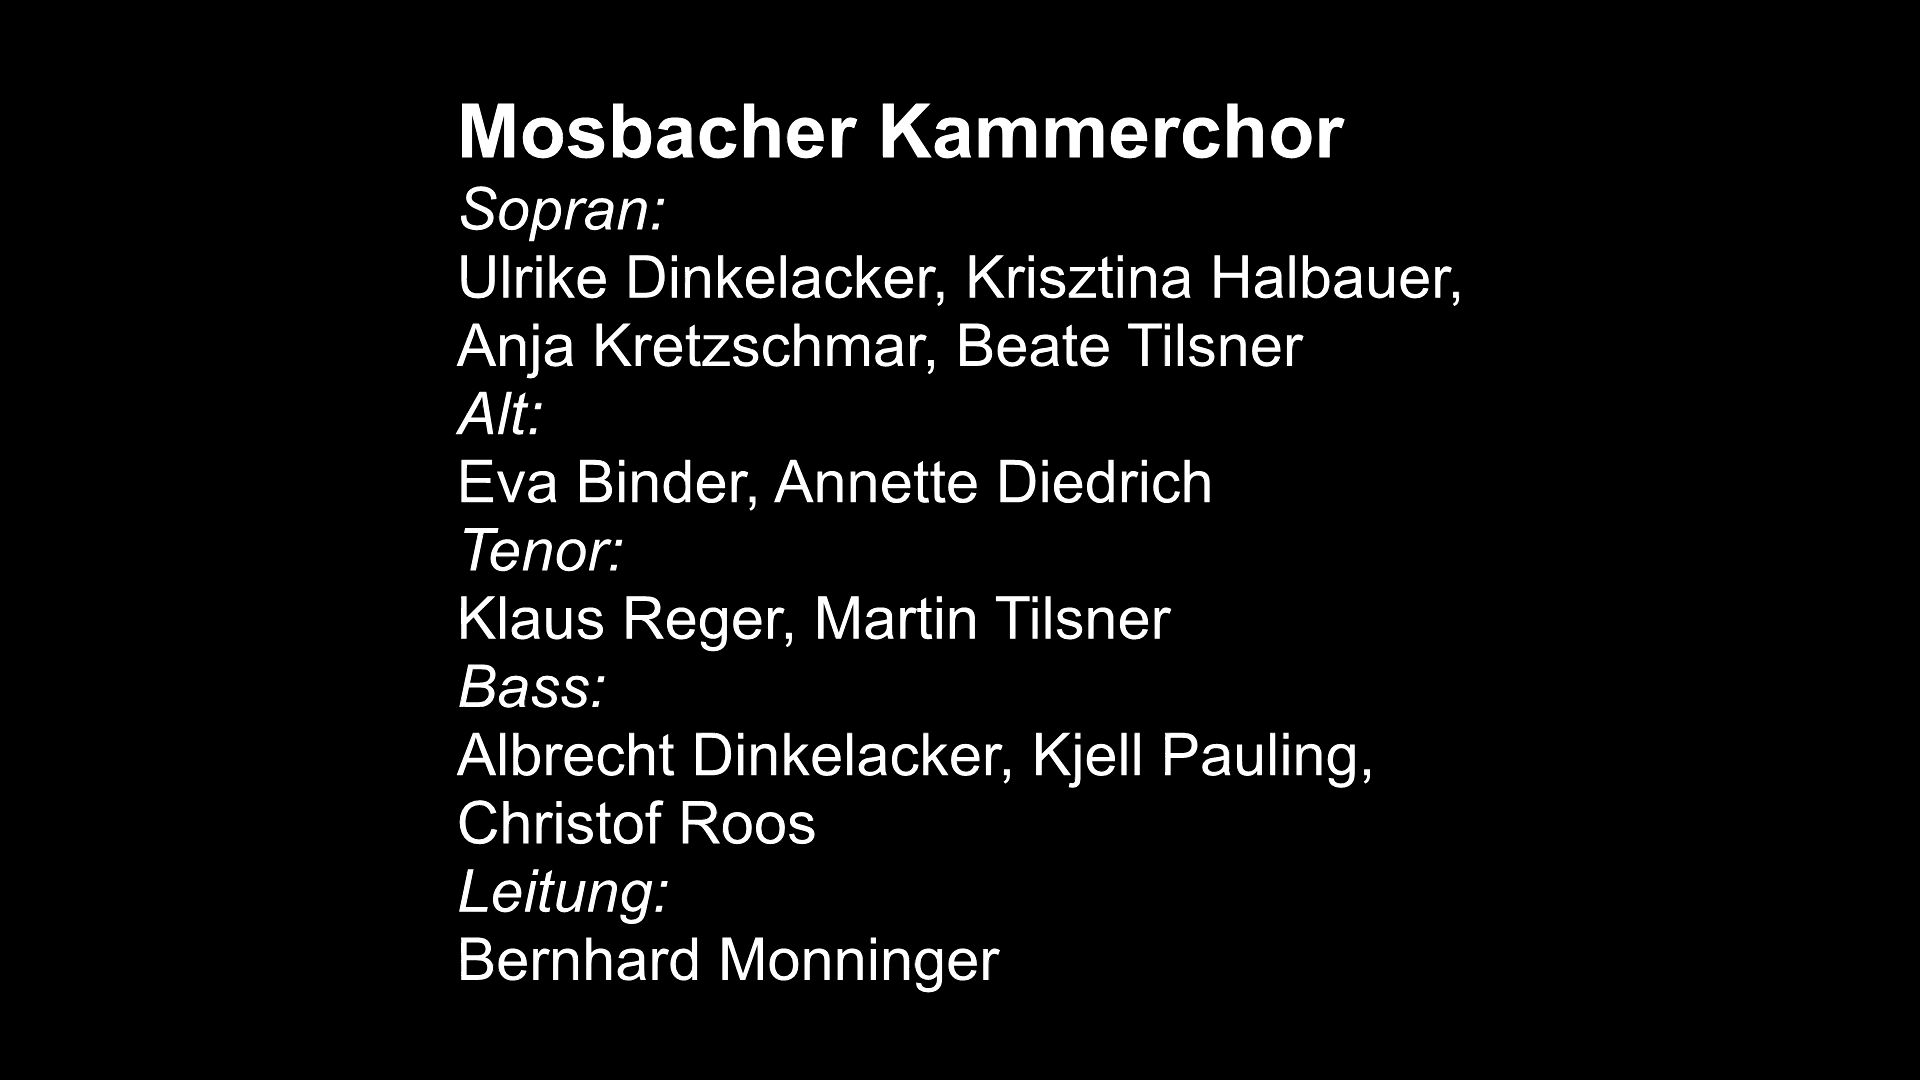 Mosbacher Kammerchor
Sopran:
Ulrike Dinkelacker, Krisztina Halbauer,
Anja Kretzschmar, Beate Tilsner
Alt:
Eva Binder, Annette Diedrich
Tenor:
Klaus Reger, Martin Tilsner
Bass:
Albrecht Dinkelacker, Kjell Pauling,
Christof Roos
Leitung:
Bernhard Monninger